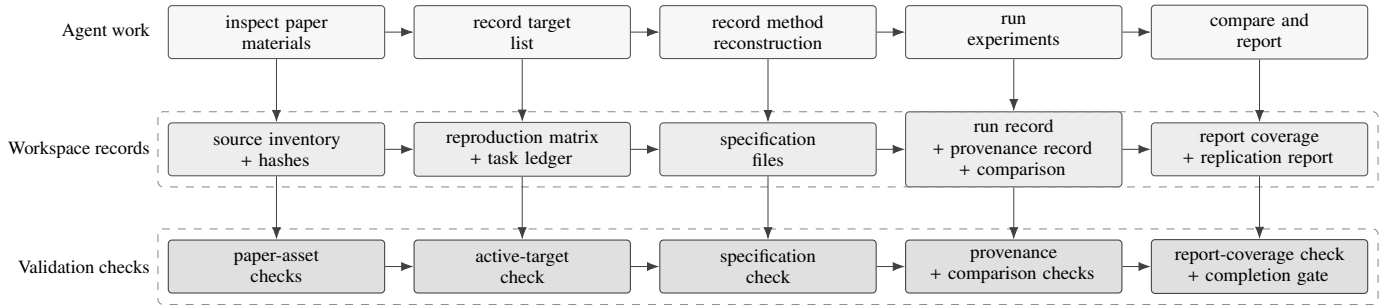 Agent work
inspect paper
materials
record target
list
record method
reconstruction
run
experiments
compare and
report
Workspace records
source inventory
+ hashes
reproduction matrix
+ task ledger
specification
files
run record
+ provenance record
+ comparison
report coverage
+ replication report
Validation checks
paper-asset
checks
active-target
check
specification
check
provenance
+ comparison checks
report-coverage check
+ completion gate